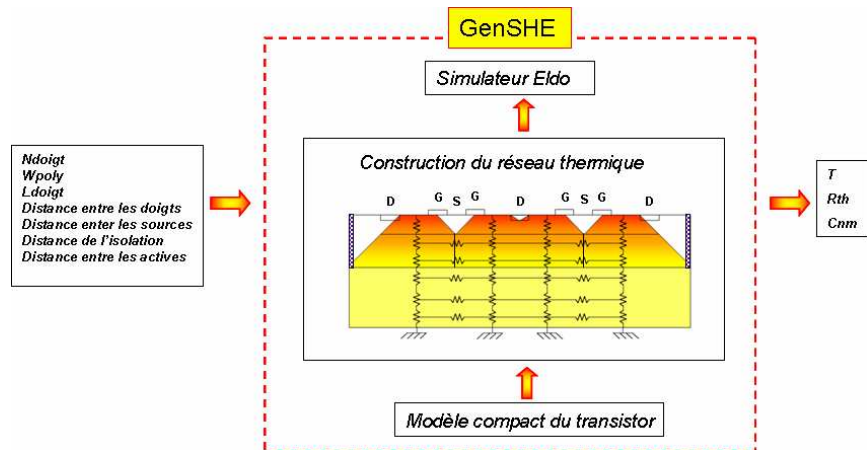 GenSHE
Simulateur Eldo
Ndoigt
Wpoly
Ldoigt
Distance entre les doigts
Distance enter les sources
Distance de l'isolation
Distance entre les actives
Construction du réseau thermique
D G S G D G S G D
T
Rth
Cnm
Modèle compact du transistor